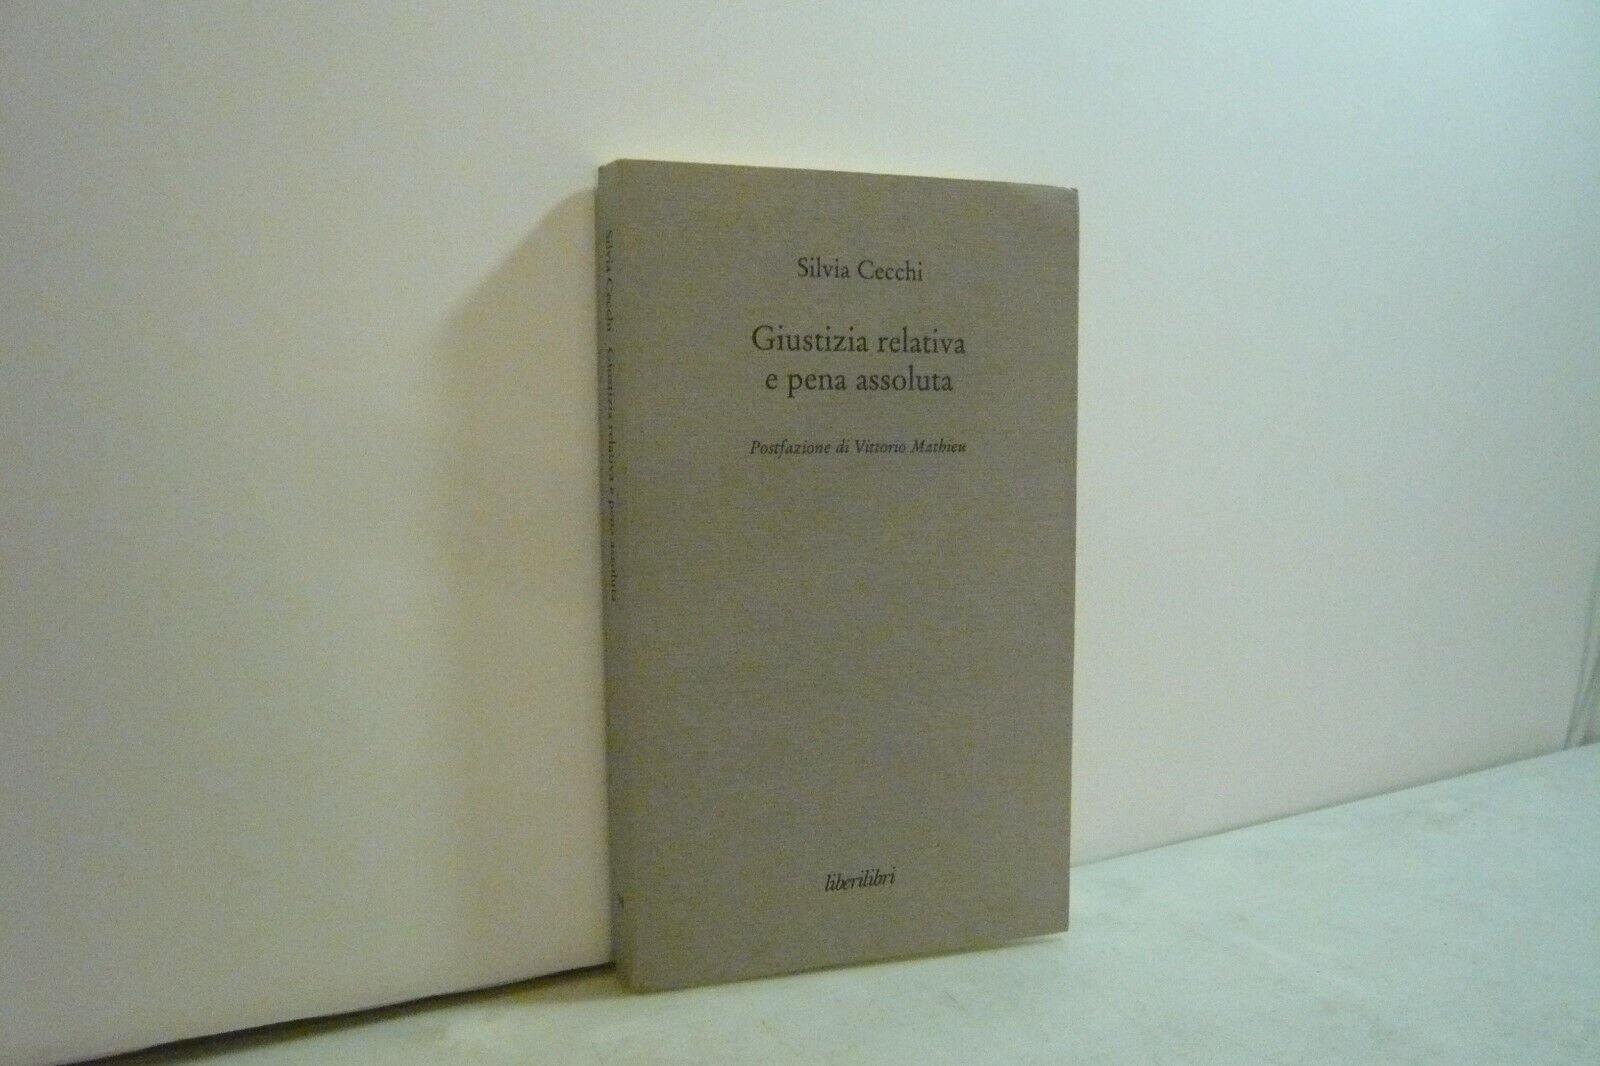 Silvia Cecchi
Giustizia relativa
e pena assoluta
Postfazione di Vittorio Mathieu
liberilibri
Silvia Cecchi Giustizia relativa e pena assoluta